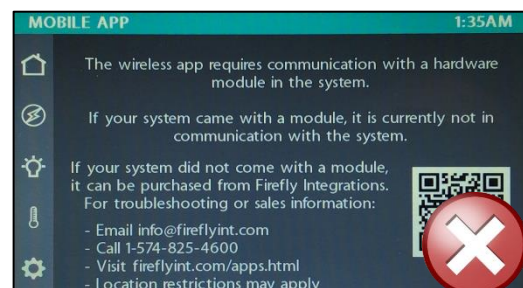 MOBILE APP 1:35AM
The wireless app requires communication with a hardware
module in the system.
If your system came with a module, it is currently not in
communication with the system.
If your system did not come with a module,
it can be purchased from Firefly Integrations.
For troubleshooting or sales information:
- Email info@fireflyint.com
- Call 1-574-825-4600
- Visit fireflyint.com/apps.html
- Location restrictions may apply